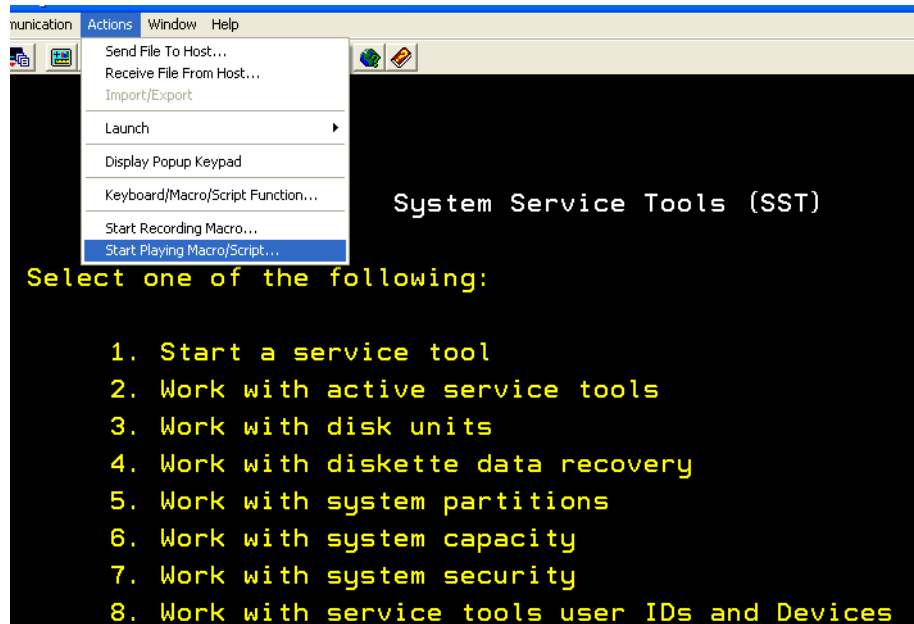 Actions Window Help
Send File To Host...
Receive File From Host...
Import/Export
Launch
Display Popup Keypad
Keyboard/Macro/Script Function...
Start Recording Macro...
Start Playing Macro/Script...
System Service Tools (SST)
Select one of the following:
1. Start a service tool
2. Work with active service tools
3. Work with disk units
4. Work with diskette data recovery
5. Work with system partitions
6. Work with system capacity
7. Work with system security
8. Work with service tools user IDs and Devices